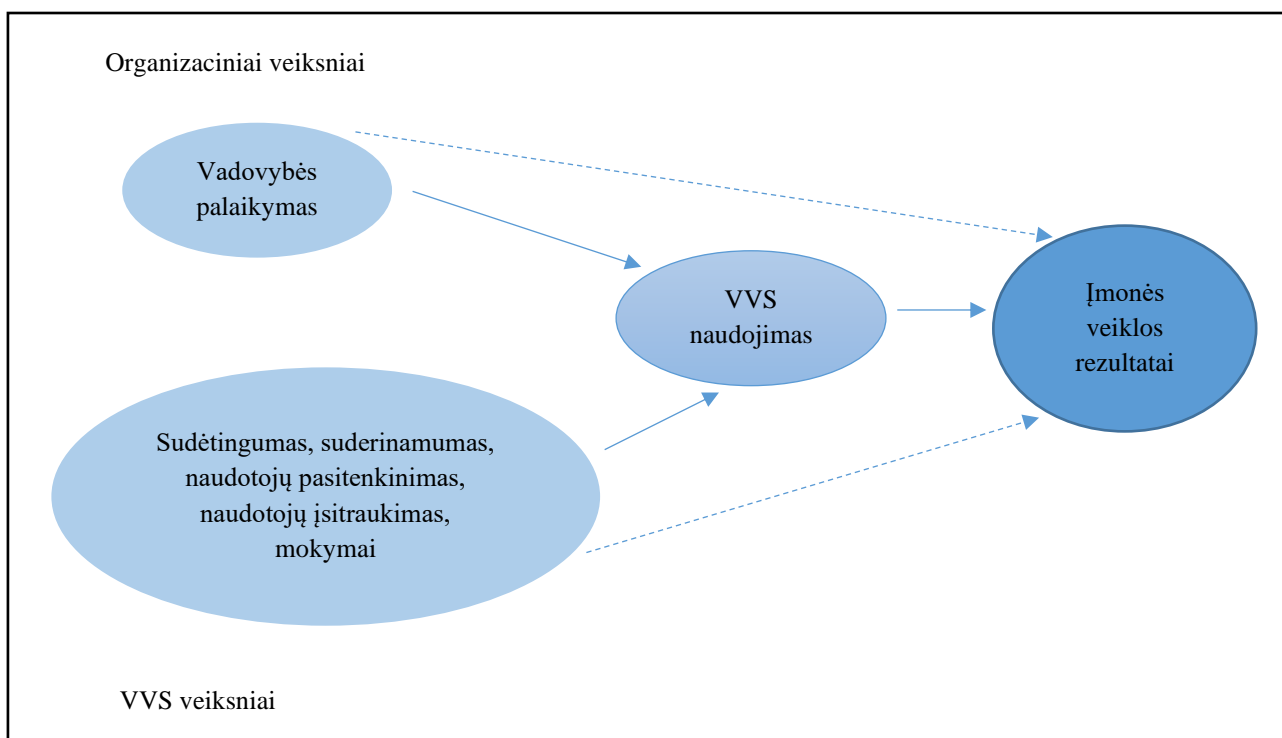 Organizaciniai veiksniai
Vadovybės
palaikymas
VVS
naudojimas
Įmonės
veiklos
rezultatai
Sudėtingumas, suderinamumas,
naudotojų pasitenkinimas,
naudotojų įsitraukimas,
mokymai
VVS veiksniai